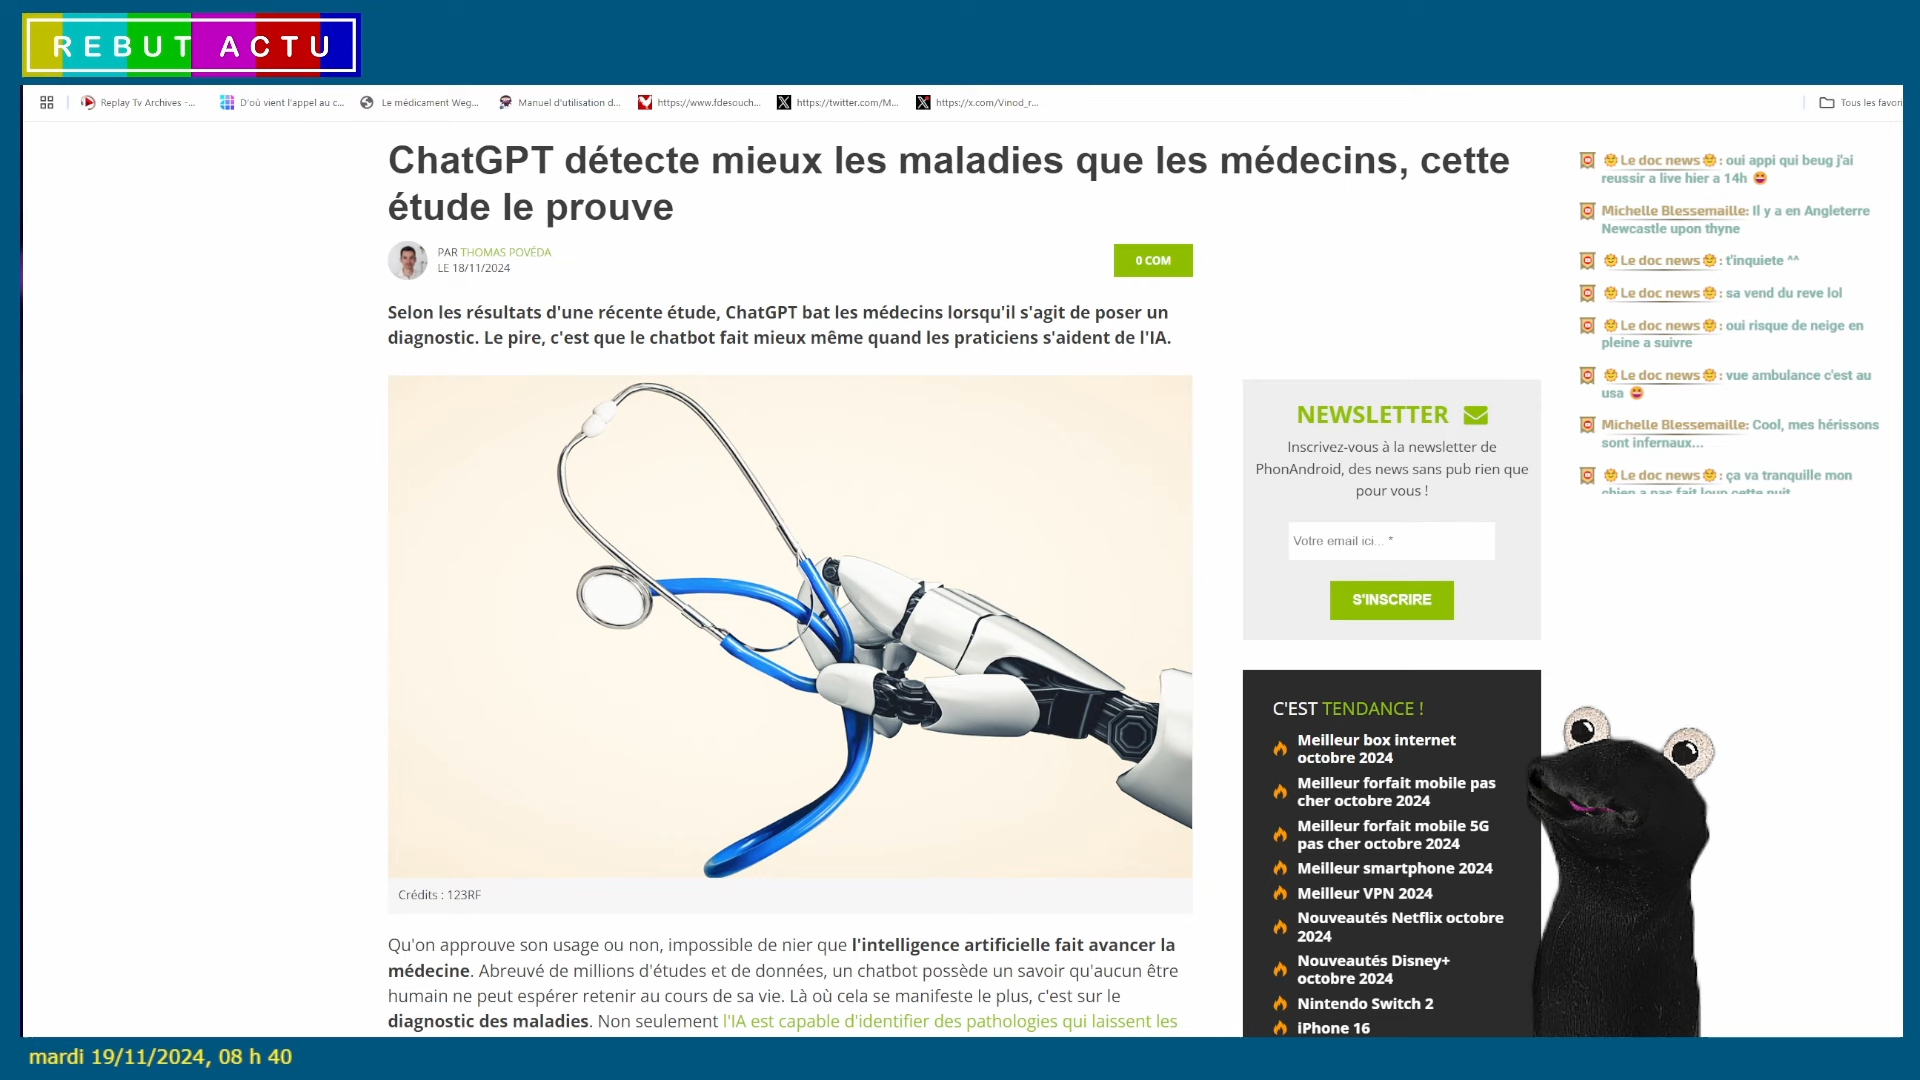 REBUT ACTU
Replay Tv Archives -...
D'où vient l'appel au c...
Le médicament Weg...
Manuel d'utilisation d...
https://www.fdesouch...
https://twitter.com/M...
https://x.com/Vinod_r...
Tous les favori
ChatGPT détecte mieux les maladies que les médecins, cette
étude le prouve
PAR THOMAS POVÉDA
LE 18/11/2024
0 COM
Selon les résultats d'une récente étude, ChatGPT bat les médecins lorsqu'il s'agit de poser un
diagnostic. Le pire, c'est que le chatbot fait mieux même quand les praticiens s'aident de l'IA.
Crédits : 123RF
Qu'on approuve son usage ou non, impossible de nier que l'intelligence artificielle fait avancer la
médecine. Abreuvé de millions d'études et de données, un chatbot possède un savoir qu'aucun être
humain ne peut espérer retenir au cours de sa vie. Là où cela se manifeste le plus, c'est sur le
diagnostic des maladies. Non seulement l'IA est capable d'identifier des pathologies qui laissent les
NEWSLETTER
Inscrivez-vous à la newsletter de
PhonAndroid, des news sans pub rien que
pour vous !
Votre email ici... *
S'INSCRIRE
C'EST TENDANCE !
Meilleur box internet
octobre 2024
Meilleur forfait mobile pas
cher octobre 2024
Meilleur forfait mobile 5G
pas cher octobre 2024
Meilleur smartphone 2024
Meilleur VPN 2024
Nouveautés Netflix octobre
2024
Nouveautés Disney+
octobre 2024
Nintendo Switch 2
iPhone 16
Le doc news : oui appi qui beug j'ai
reussir a live hier a 14h
Michelle Blessemaille: Il y a en Angleterre
Newcastle upon thyne
Le doc news : t'inquiete ^^
Le doc news : sa vend du reve lol
Le doc news : oui risque de neige en
pleine a suivre
Le doc news : vue ambulance c'est au
usa
Michelle Blessemaille: Cool, mes hérissons
sont infernaux...
Le doc news : ça va tranquille mon
chien a pas fait loup cette nuit
mardi 19/11/2024, 08 h 40